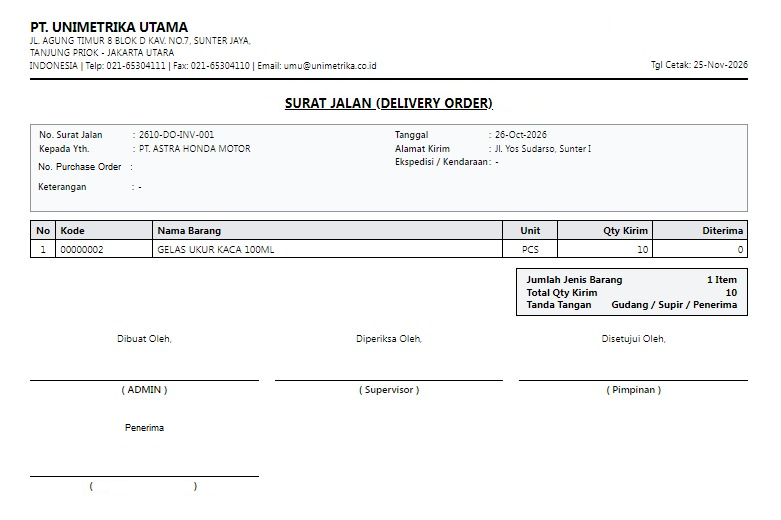 PT. UNIMETRIKA UTAMA
JL. AGUNG TIMUR 8 BLOK D KAV. NO.7, SUNTER JAYA,
TANJUNG PRIOK - JAKARTA UTARA
INDONESIA | Telp: 021-65304111 | Fax: 021-65304110 | Email: umu@unimetrika.co.id
Tgl Cetak: 25-Nov-2026
SURAT JALAN (DELIVERY ORDER)
No. Surat Jalan : 2610-DO-INV-001 Tanggal : 26-Oct-2026
Kepada Yth. : PT. ASTRA HONDA MOTOR Alamat Kirim : Jl. Yos Sudarso, Sunter I
No. Purchase Order : Ekspedisi / Kendaraan: -
Keterangan : -
No Kode Nama Barang Unit Qty Kirim Diterima
1 00000002 GELAS UKUR KACA 100ML PCS 10 0
Jumlah Jenis Barang 1 Item
Total Qty Kirim 10
Tanda Tangan Gudang / Supir / Penerima
Dibuat Oleh, Diperiksa Oleh, Disetujui Oleh,
( ADMIN ) ( Supervisor ) ( Pimpinan )
Penerima
( )